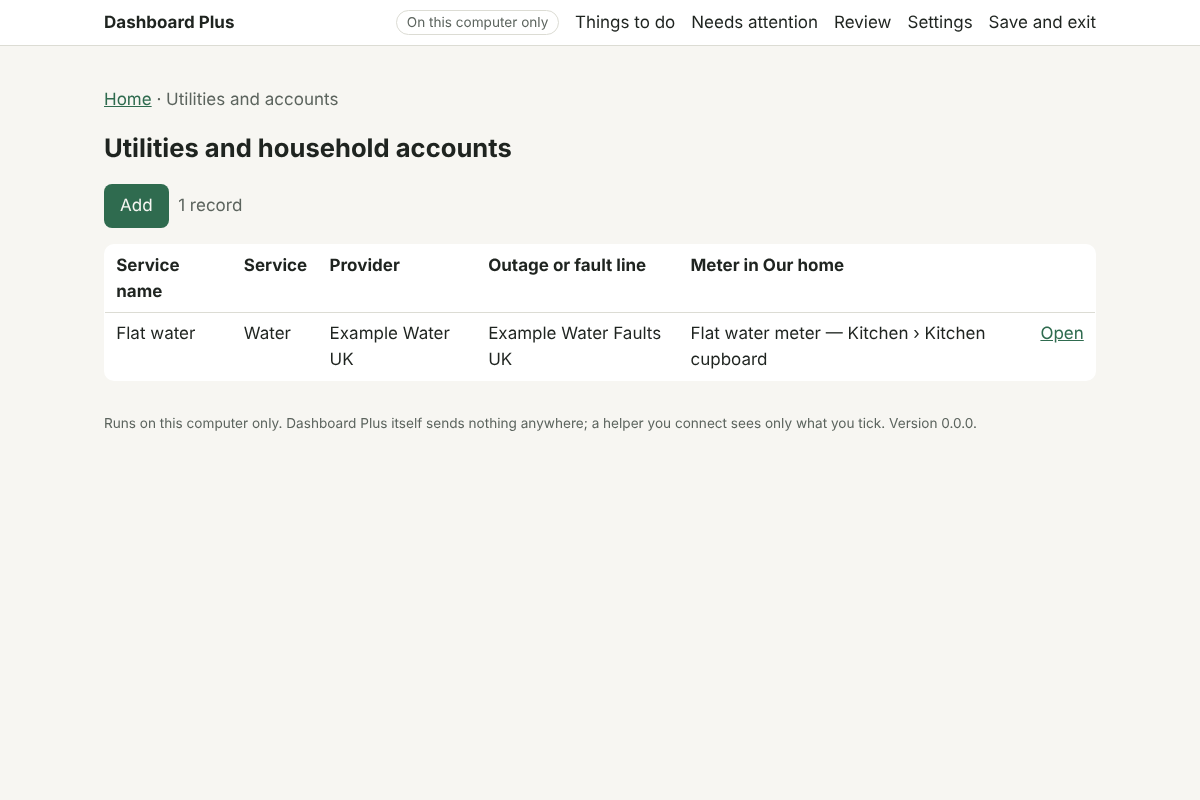 Dashboard Plus On this computer only Things to do Needs attention Review Settings Save and exit
Home · Utilities and accounts
Utilities and household accounts
Add 1 record
Service name Service Provider Outage or fault line Meter in Our home
Flat water Water Example Water UK Example Water Faults UK Flat water meter — Kitchen › Kitchen cupboard Open
Runs on this computer only. Dashboard Plus itself sends nothing anywhere; a helper you connect sees only what you tick. Version 0.0.0.